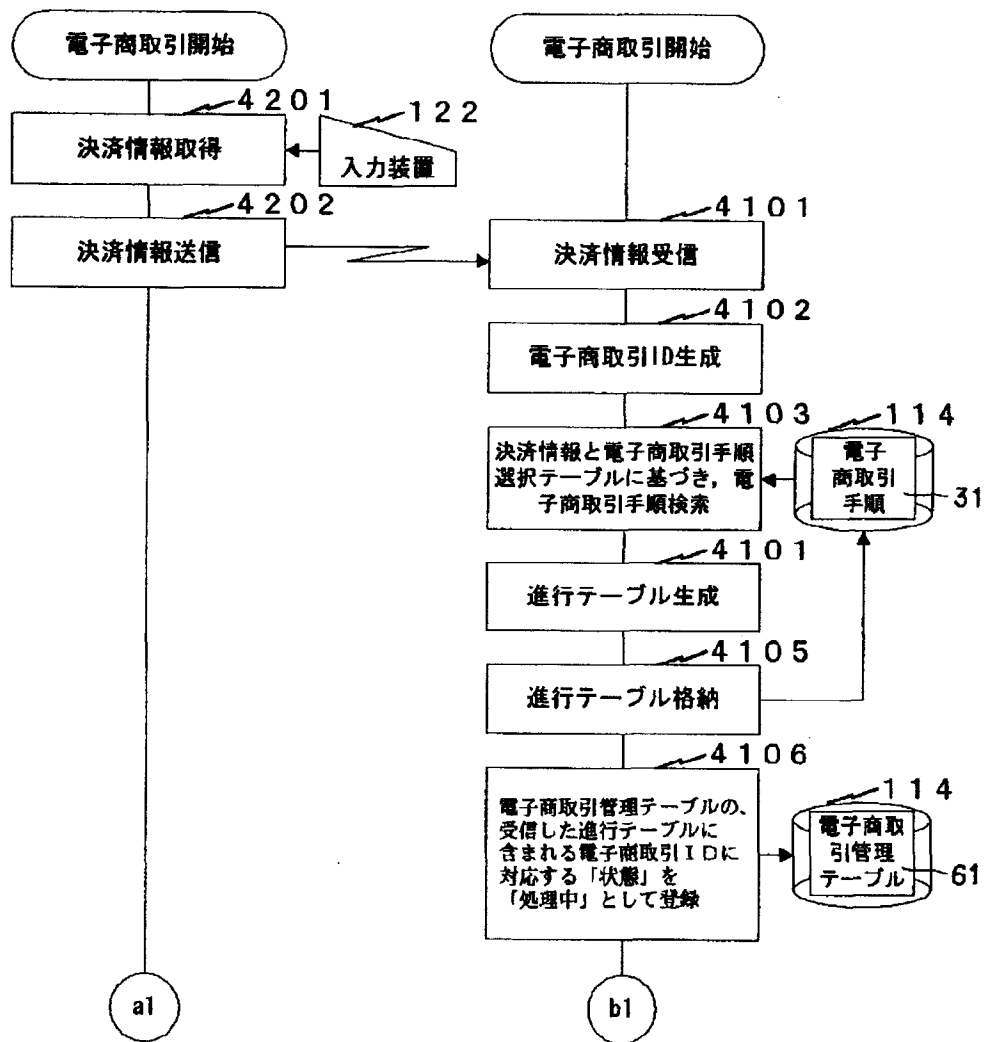 電子商取引開始
4201
決済情報取得
122
入力装置
4202
決済情報送信
a1
電子商取引開始
4101
決済情報受信
4102
電子商取引ID生成
4103
決済情報と電子商取引手順
選択テーブルに基づき，電
子商取引手順検索
114
電子
商取引
手順
31
4101
進行テーブル生成
4105
進行テーブル格納
4106
電子商取引管理テーブルの、
受信した進行テーブルに
含まれる電子商取引ＩＤに
対応する「状態」を
「処理中」として登録
114
電子商取
引管理
テーブル
61
b1